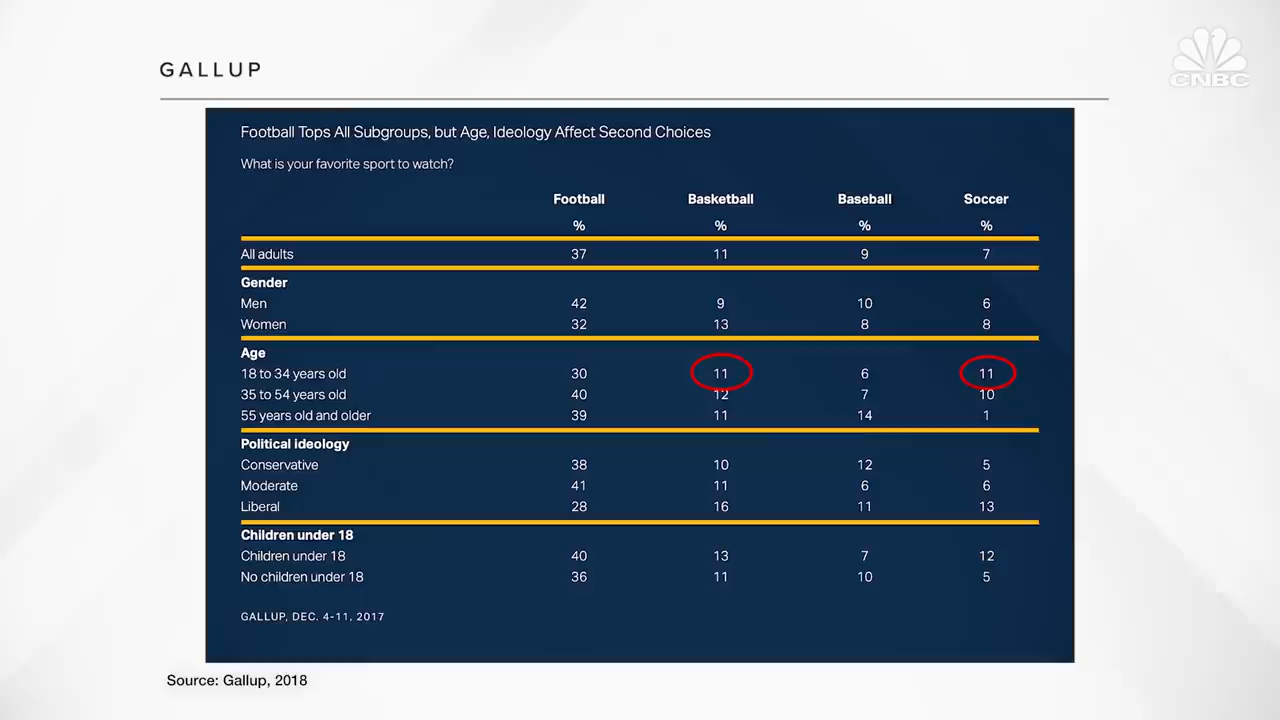 GALLUP
CNBC
Football Tops All Subgroups, but Age, Ideology Affect Second Choices
What is your favorite sport to watch?
Football Basketball Baseball Soccer
% % % %
All adults 37 11 9 7
Gender
Men 42 9 10 6
Women 32 13 8 8
Age
18 to 34 years old 30 11 6 11
35 to 54 years old 40 12 7 10
55 years old and older 39 11 14 1
Political ideology
Conservative 38 10 12 5
Moderate 41 11 6 6
Liberal 28 16 11 13
Children under 18
Children under 18 40 13 7 12
No children under 18 36 11 10 5
GALLUP, DEC. 4-11, 2017
Source: Gallup, 2018